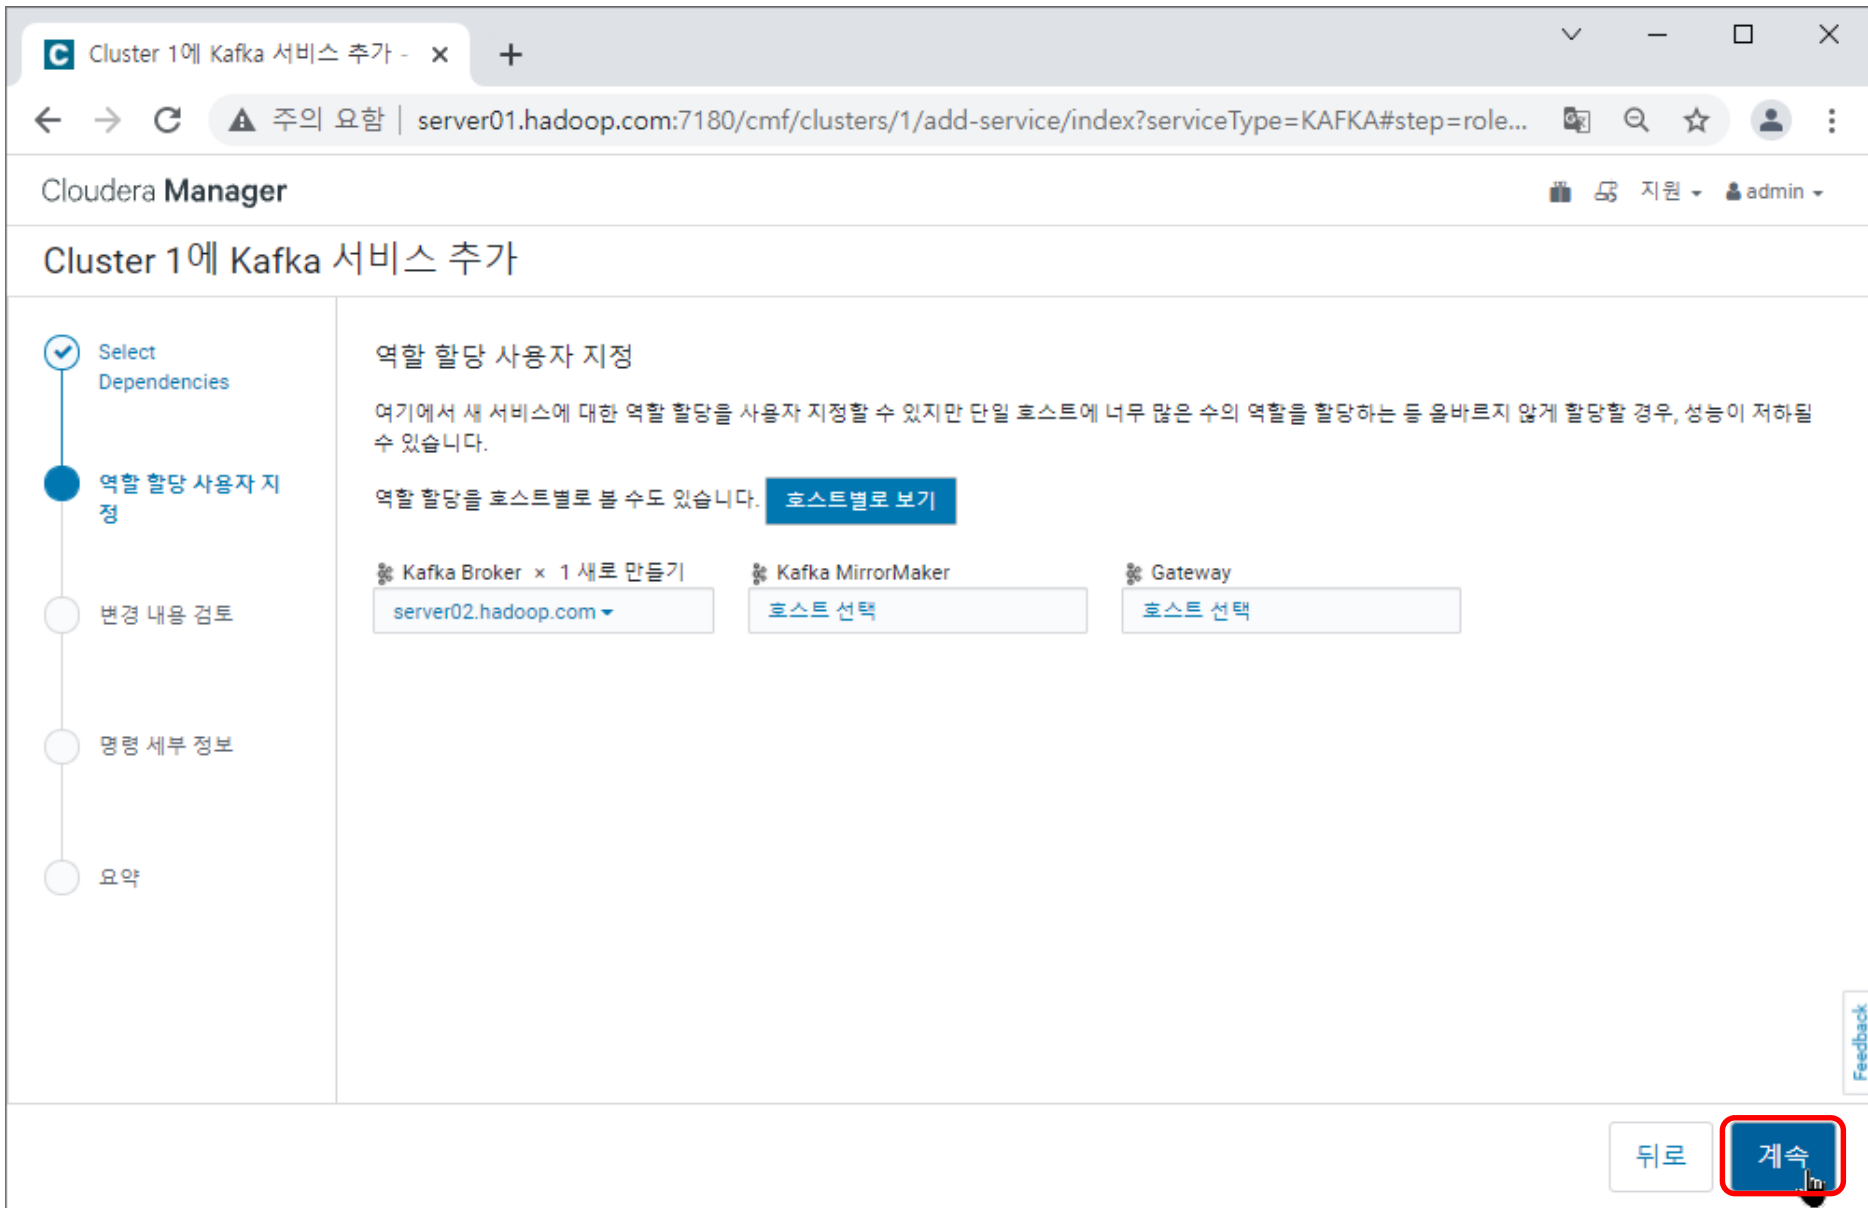 Cluster 1에 Kafka 서비스 추가 -
주의 요함 | server01.hadoop.com:7180/cmf/clusters/1/add-service/index?serviceType=KAFKA#step=role...
Cloudera Manager
지원
admin
Cluster 1에 Kafka 서비스 추가
Select
Dependencies
역할 할당 사용자 지
정
변경 내용 검토
명령 세부 정보
요약
역할 할당 사용자 지정
여기에서 새 서비스에 대한 역할 할당을 사용자 지정할 수 있지만 단일 호스트에 너무 많은 수의 역할을 할당하는 등 올바르지 않게 할당할 경우, 성능이 저하될
수 있습니다.
역할 할당을 호스트별로 볼 수도 있습니다. 호스트별로 보기
Kafka Broker × 1 새로 만들기
server02.hadoop.com
Kafka MirrorMaker
호스트 선택
Gateway
호스트 선택
Feedback
뒤로
계속